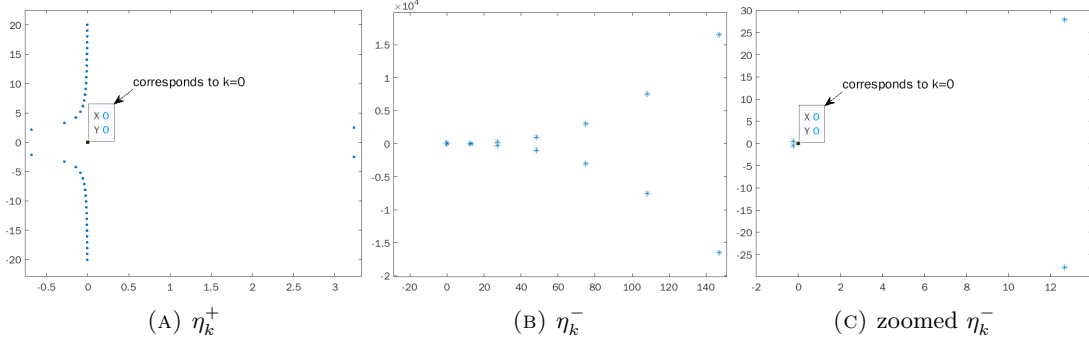 20
15
10
5
0
-5
-10
-15
-20
-0.5 0 0.5 1 1.5 2 2.5 3
corresponds to k=0
X 0
Y 0
(A) η_k^+
×10^4
1.5
1
0.5
0
-0.5
-1
-1.5
-2
-20 0 20 40 60 80 100 120 140
(B) η_k^-
30
25
20
15
10
5
0
-5
-10
-15
-20
-25
-2 0 2 4 6 8 10 12
corresponds to k=0
X 0
Y 0
(C) zoomed η_k^-